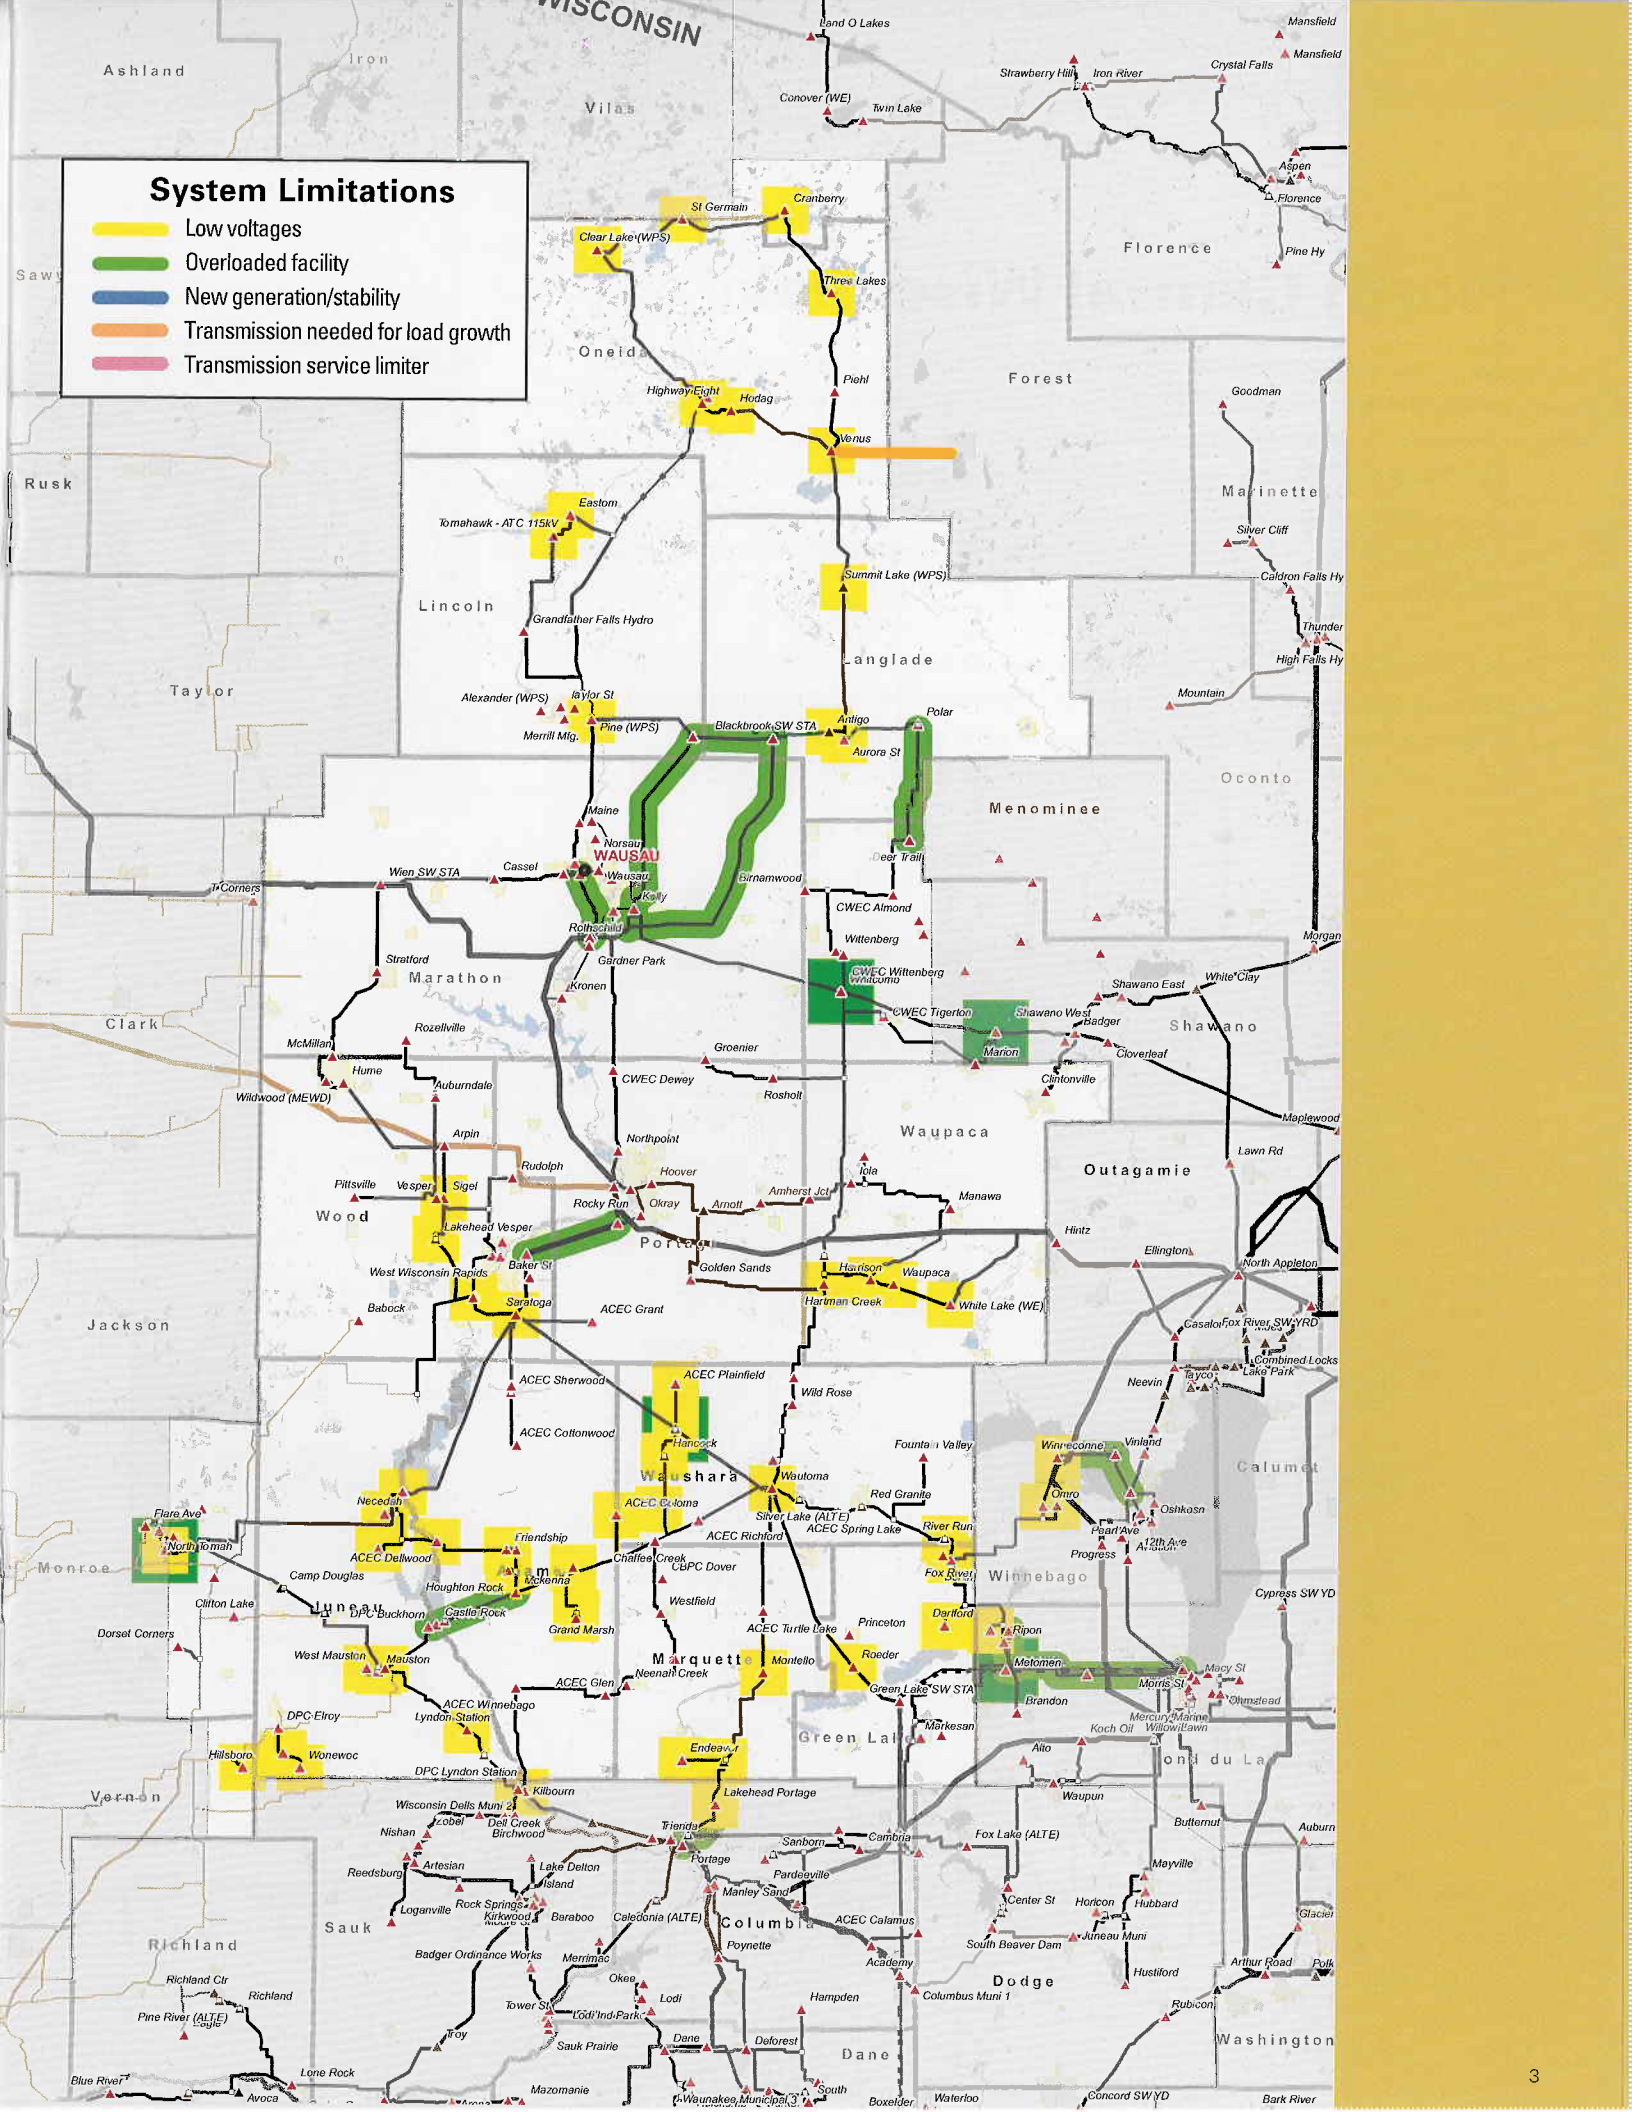 WISCONSIN
Land O Lakes
Mansfield
Mansfield
Ashland
Iron
Strawberry Hill
Iron River
Crystal Falls
Vilas
Conover (WE)
Twin Lake
Aspen
Florence
System Limitations
Low voltages
Overloaded facility
New generation/stability
Transmission needed for load growth
Transmission service limiter
St Germain
Cranberry
Clear Lake (WPS)
Florence
Pine Hy
Three Lakes
Oneida
Piehl
Forest
Highway Eight
Hodag
Goodman
Venus
Rusk
Marinette
Eastom
Tomahawk - ATC 115kV
Silver Cliff
Summit Lake (WPS)
Caldron Falls Hy
Lincoln
Grandfather Falls Hydro
Thunder
High Falls Hy
Langlade
Taylor
Mountain
Alexander (WPS)
Taylor St
Pine (WPS)
Merrill Mfg.
Blackbrook SW STA
Antigo
Polar
Aurora St
Oconto
Menominee
Maine
Norsau
WAUSAU
Deer Trail
Wien SW STA
Cassel
Wausau
Birnamwood
T-Corners
Kelly
CWEC Almond
Rothschild
Wittenberg
Morgan
Gardner Park
Stratford
Marathon
Kronen
CWEC Wittenberg
Whitcomb
White Clay
Shawano East
CWEC Tigerton
Shawano West
Badger
Shawano
Clark
Rozellville
McMillan
Marion
Cloverleaf
Hume
Groenier
CWEC Dewey
Rosholt
Clintonville
Auburndale
Wildwood (MEWD)
Maplewood
Arpin
Northpoint
Waupaca
Lawn Rd
Rudolph
Hoover
Iola
Outagamie
Pittsville
Vesper
Sigel
Rocky Run
Okray
Arnott
Amherst Jct
Manawa
Wood
Lakehead Vesper
Portage
Hintz
Ellington
Baker St
North Appleton
West Wisconsin Rapids
Golden Sands
Harrison
Waupaca
Babock
Saratoga
ACEC Grant
Hartman Creek
White Lake (WE)
Jackson
Casaloma
Fox River SW YRD
Combined Locks
ACEC Sherwood
ACEC Plainfield
Tayco
Lake Park
Neevin
Wild Rose
ACEC Cottonwood
Hancock
Fountain Valley
Winneconne
Vinland
Waushara
Wautoma
Calumet
Necedah
ACEC Coloma
Red Granite
Omro
Flare Ave
Silver Lake (ALTE)
ACEC Spring Lake
Oshkosh
North Tomah
Friendship
ACEC Richford
River Run
Pearl Ave
12th Ave
Progress
Monroe
ACEC Dellwood
Chaffee Creek
CBPC Dover
Fox River
Camp Douglas
Mckenna
Winnebago
Houghton Rock
Cypress SW YD
Clifton Lake
Juneau
DPC Buckhorn
Castle Rock
Westfield
Dartford
Dorset Corners
Grand Marsh
ACEC Turtle Lake
Princeton
Ripon
West Mauston
Mauston
Marquette
Montello
Roeder
Metomen
Neenah Creek
Macy St
ACEC Glen
Green Lake SW STA
Morris St
ACEC Winnebago
Brandon
Ohmstead
DPC Elroy
Lyndon Station
Markesan
Mercury Marine
Koch Oil
Willow Lawn
Hillsboro
Wonewoc
Endeavor
Green Lake
Alto
DPC Lyndon Station
Kilbourn
Lakehead Portage
Waupun
Vernon
Wisconsin Dells Muni 2
Zobel
Dell Creek
Birchwood
Trienda
Butternut
Auburn
Nishan
Sanborn
Cambria
Fox Lake (ALTE)
Reedsburg
Artesian
Lake Delton
Portage
Mayville
Island
Pardeeville
Manley Sand
Center St
Horicon
Hubbard
Loganville
Rock Springs
Kirkwood
Baraboo
Caledonia (ALTE)
Glacier
Sauk
Columbia
ACEC Calamus
Juneau Muni
Richland
Badger Ordinance Works
Merrimac
Poynette
South Beaver Dam
Academy
Arthur Road
Polk
Richland Ctr
Okee
Dodge
Hustiford
Richland
Hampden
Columbus Muni 1
Pine River (ALTE)
Tower St
Lodi
Lodi Ind Park
Rubicon
Troy
Sauk Prairie
Dane
Deforest
Dane
Washington
Blue River
Lone Rock
Mazomanie
South
Avoca
Waunakee Municipal 3
Boxelder
Waterloo
Concord SW YD
Bark River
3